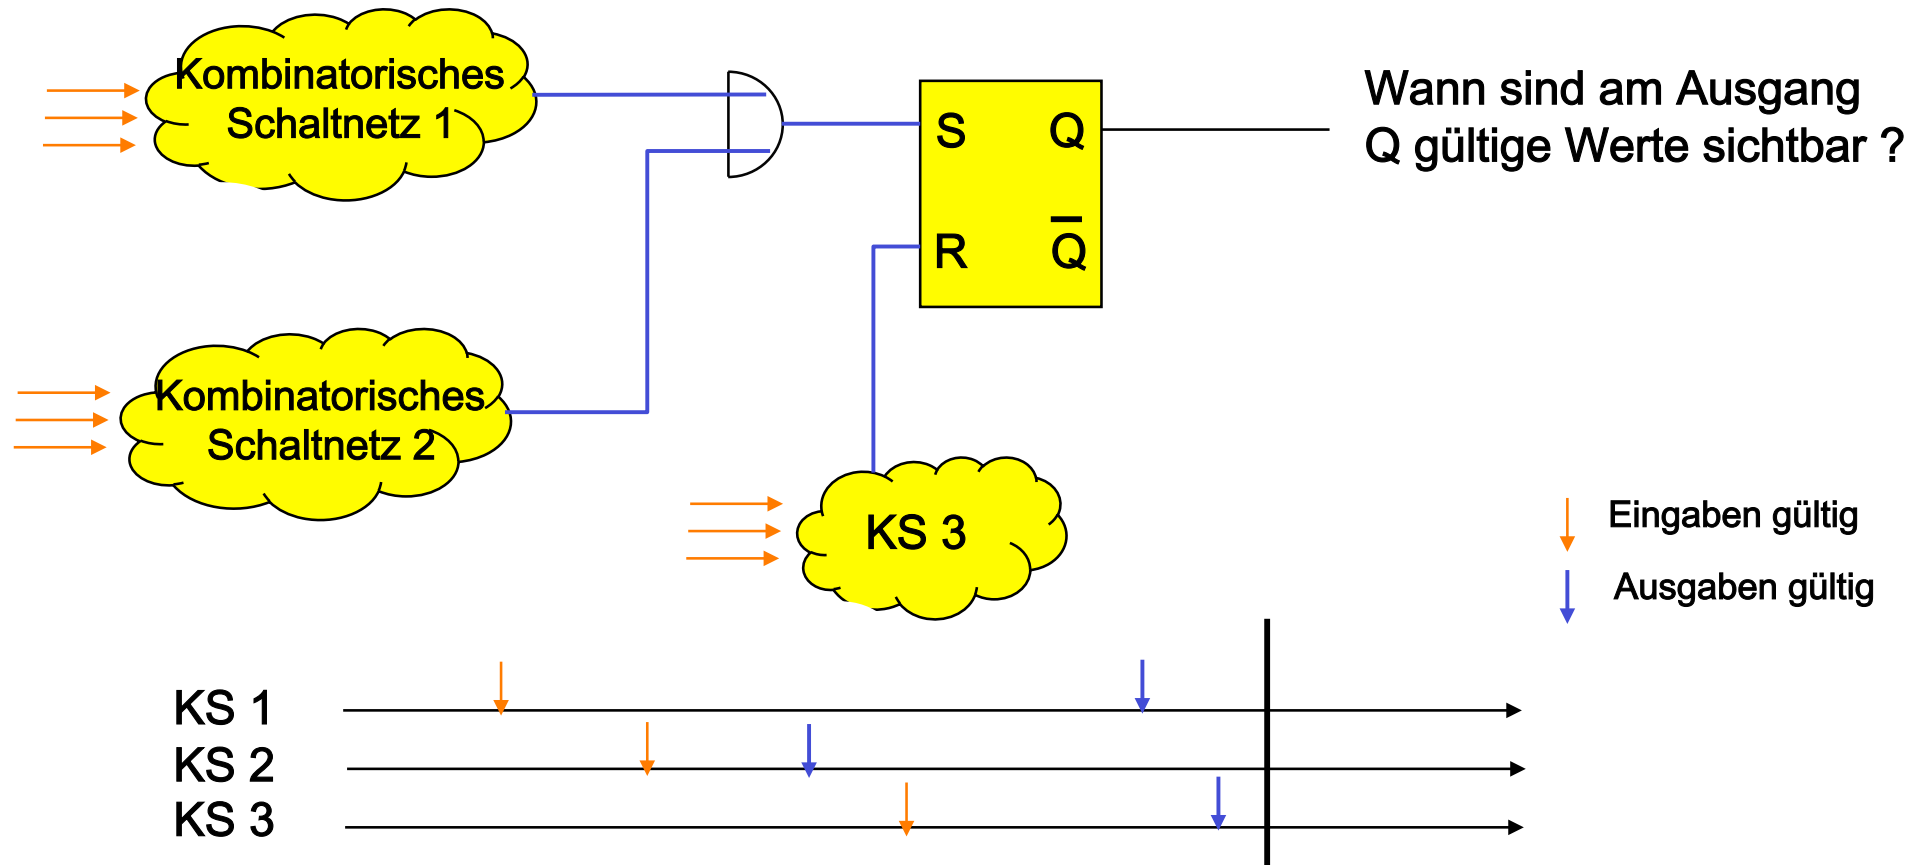 Kombinatorisches
Schaltnetz 1
S
Q
R
Q
Wann sind am Ausgang
Q gültige Werte sichtbar ?
Kombinatorisches
Schaltnetz 2
KS 3
Eingaben gültig
Ausgaben gültig
KS 1
KS 2
KS 3